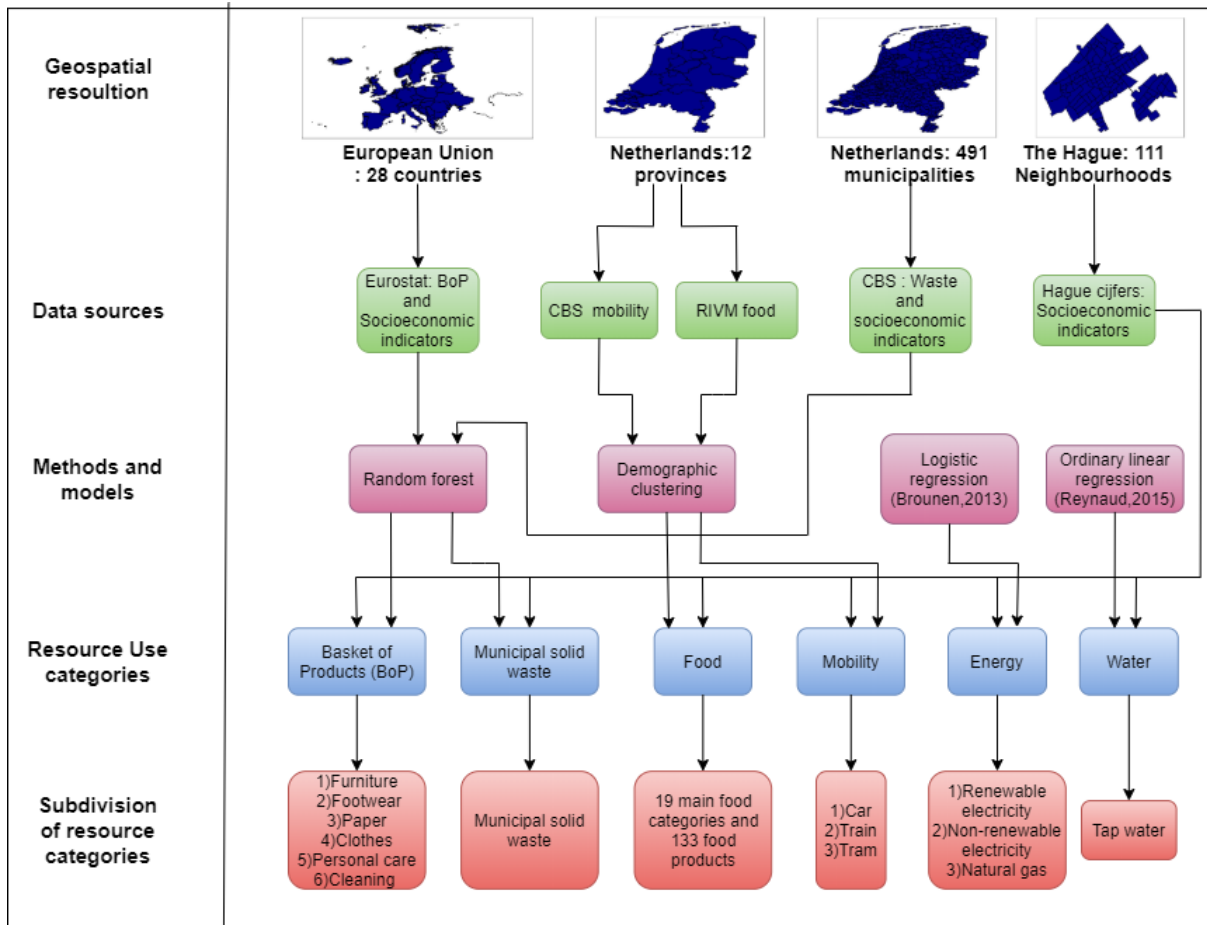 Geospatial
resoultion
European Union
: 28 countries
Netherlands:12
provinces
Netherlands: 491
municipalities
The Hague: 111
Neighbourhoods
Data sources
Eurostat: BoP
and
Socioeconomic
indicators
CBS mobility
RIVM food
CBS : Waste and
socioeconomic
indicators
Hague cijfers:
Socioeconomic
indicators
Methods and
models
Random forest
Demographic
clustering
Logistic
regression
(Brounen,2013)
Ordinary linear
regression
(Reynaud,2015)
Resource Use
categories
Basket of
Products (BoP)
Municipal solid
waste
Food
Mobility
Energy
Water
Subdivision
of resource
categories
1)Furniture
2)Footwear
3)Paper
4)Clothes
5)Personal care
6)Cleaning
Municipal solid
waste
19 main food
categories and
133 food
products
1)Car
2)Train
3)Tram
1)Renewable
electricity
2)Non-renewable
electricity
3)Natural gas
Tap water